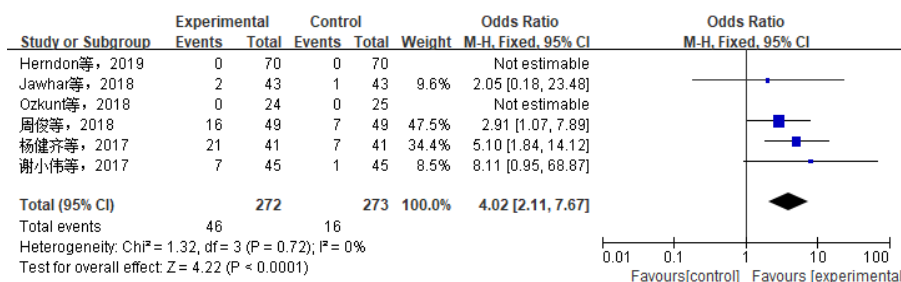 Experimental Control Odds Ratio Odds Ratio
Study or Subgroup Events Total Events Total Weight M-H, Fixed, 95% CI M-H, Fixed, 95% CI
Herndon等，2019 0 70 0 70 Not estimable
Jawhar等，2018 2 43 1 43 9.6% 2.05 [0.18, 23.48]
Ozkunt等，2018 0 24 0 25 Not estimable
周俊等，2018 16 49 7 49 47.5% 2.91 [1.07, 7.89]
杨健齐等，2017 21 41 7 41 34.4% 5.10 [1.84, 14.12]
谢小伟等，2017 7 45 1 45 8.5% 8.11 [0.95, 68.87]
Total (95% CI) 272 273 100.0% 4.02 [2.11, 7.67]
Total events 46 16
Heterogeneity: Chi² = 1.32, df = 3 (P = 0.72); I² = 0%
Test for overall effect: Z = 4.22 (P < 0.0001)
0.01 0.1 1 10 100
Favours[control] Favours [experimental]